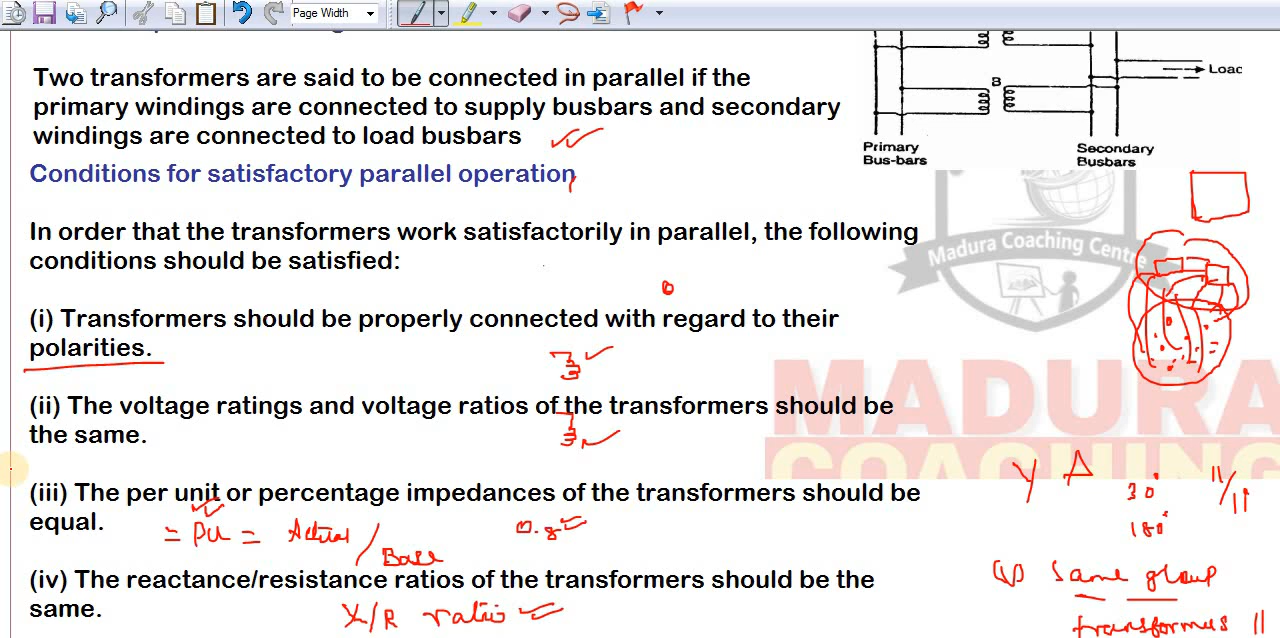 Page Width
Two transformers are said to be connected in parallel if the
primary windings are connected to supply busbars and secondary
windings are connected to load busbars
Conditions for satisfactory parallel operation
In order that the transformers work satisfactorily in parallel, the following
conditions should be satisfied:
(i) Transformers should be properly connected with regard to their
polarities.
(ii) The voltage ratings and voltage ratios of the transformers should be
the same.
(iii) The per unit or percentage impedances of the transformers should be
equal.
= PU = Actual / Base
0.8
(iv) The reactance/resistance ratios of the transformers should be the
same.
X/R ratio
B
Load
Primary
Bus-bars
Secondary
Busbars
Madura Coaching Centre
MADURA
COACHING
Y Δ
30°
180°
(v) Same group
transformers ||